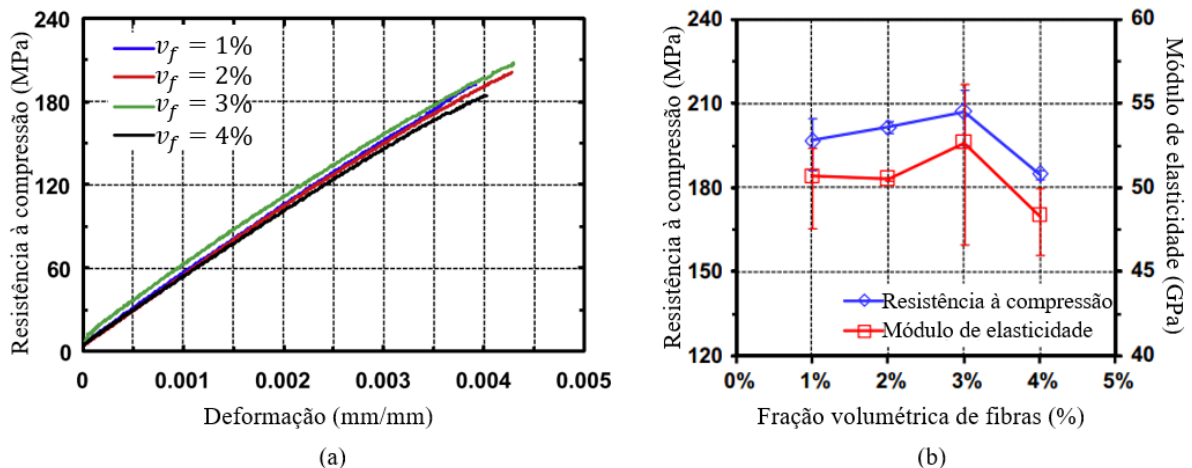 Resistência à compressão (MPa)
240
180
120
60
0
v_f = 1%
v_f = 2%
v_f = 3%
v_f = 4%
0 0.001 0.002 0.003 0.004 0.005
Deformação (mm/mm)
(a)
Resistência à compressão (MPa)
240
210
180
150
120
Resistência à compressão
Módulo de elasticidade
60
55
50
45
40
Módulo de elasticidade (GPa)
0% 1% 2% 3% 4% 5%
Fração volumétrica de fibras (%)
(b)